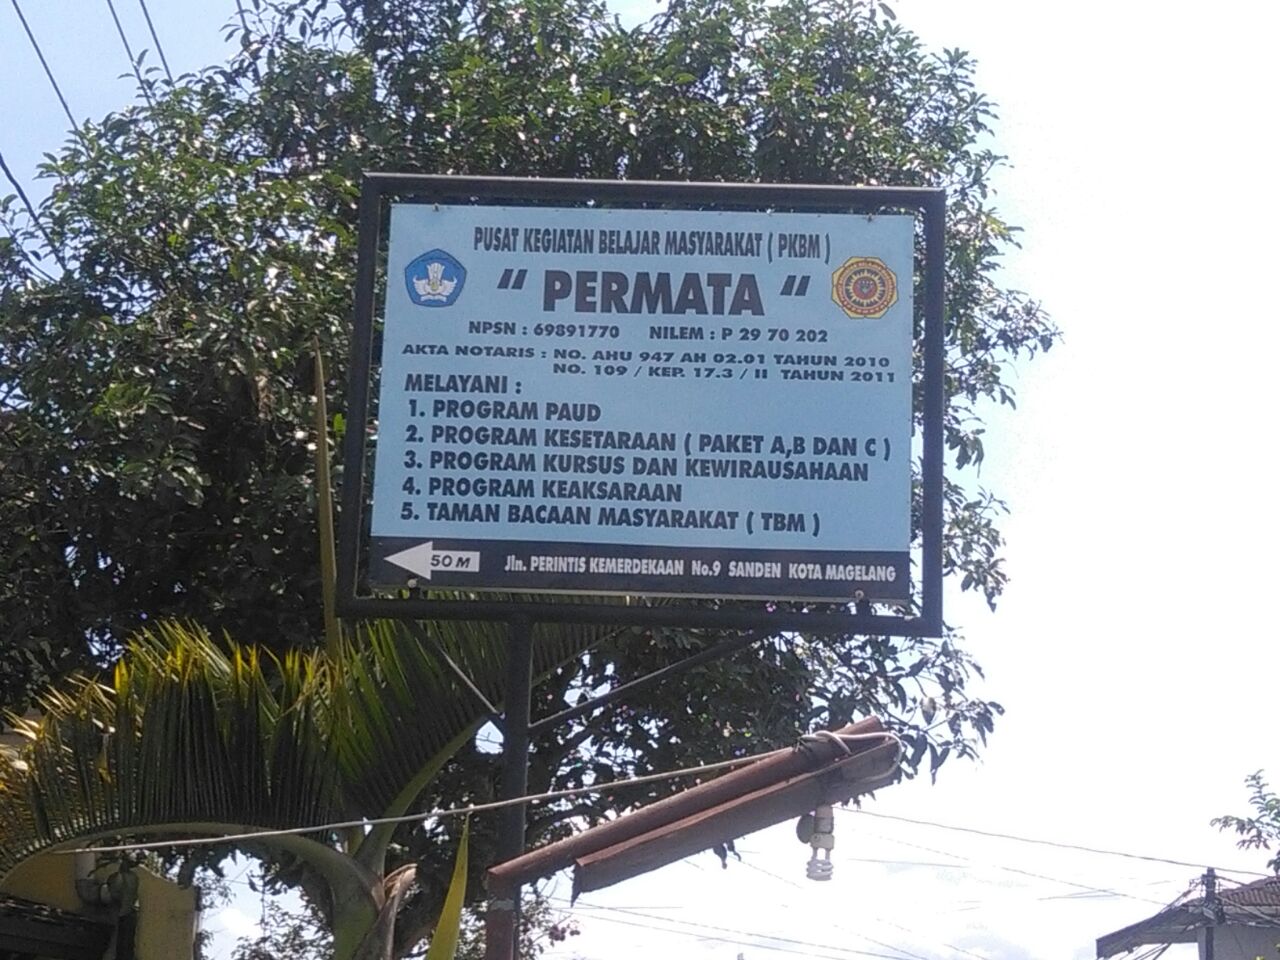 PUSAT KEGIATAN BELAJAR MASYARAKAT ( PKBM )
" PERMATA "
NPSN : 69891770 NILEM : P 29 70 202
AKTA NOTARIS : NO. AHU 947 AH 02.01 TAHUN 2010
NO. 109 / KEP. 17.3 / II TAHUN 2011
MELAYANI :
1. PROGRAM PAUD
2. PROGRAM KESETARAAN ( PAKET A,B DAN C )
3. PROGRAM KURSUS DAN KEWIRAUSAHAAN
4. PROGRAM KEAKSARAAN
5. TAMAN BACAAN MASYARAKAT ( TBM )
50 M Jln. PERINTIS KEMERDEKAAN No.9 SANDEN KOTA MAGELANG